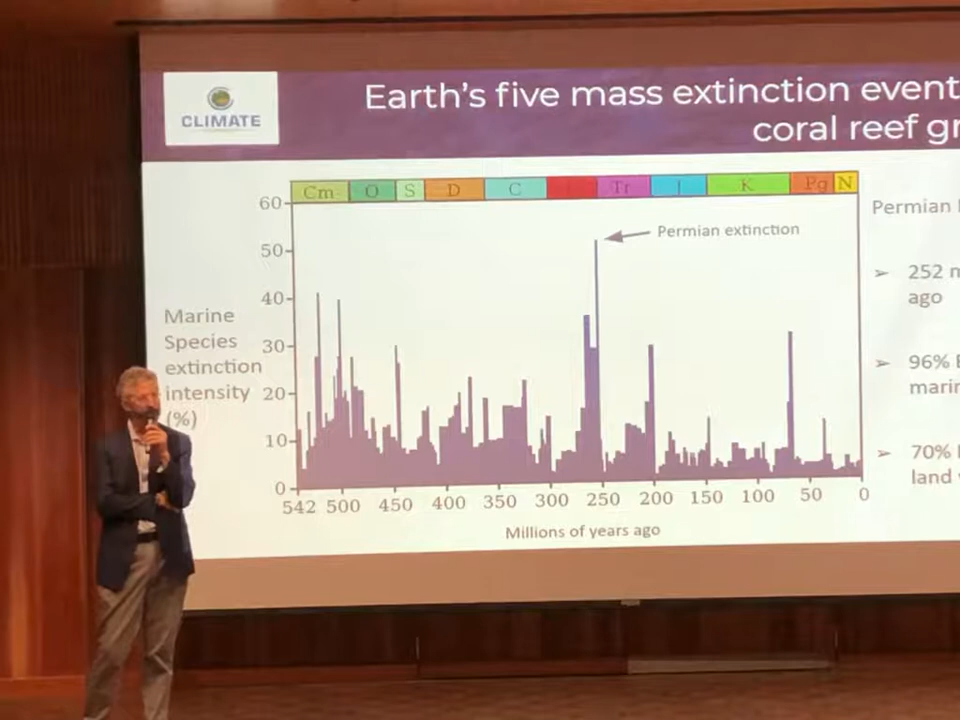 CLIMATE
Earth's five mass extinction event
coral reef gr
Cm O S D C Tr J K Pg N
60
50
40
30
20
10
0
Permian extinction
Marine
Species
extinction
intensity
(%)
542 500 450 400 350 300 250 200 150 100 50 0
Millions of years ago
Permian
➢ 252 m
ago
➢ 96%
marin
➢ 70%
land